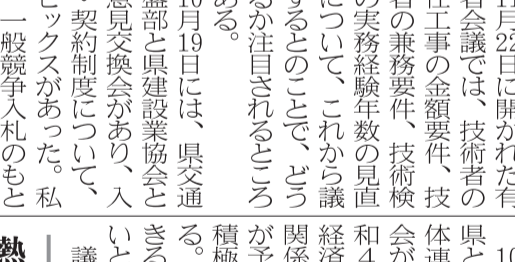 11月22日に開かれた有
者会議では、技術者の
任工事の金額要件、技
者の兼務要件、技術検
の実務経験年数の見直
について、これから議
するとのことで、どう
るか注目されるところ
ある。
10月19日には、県交通
盤部と県建設業協会と
意見交換会があり、入
・契約制度について、
ピックスがあった。私
一般競争入札のもと
10
県と
体連
会が
和４
経済
関係
が予
積極
る。
きる
いと
議
熱